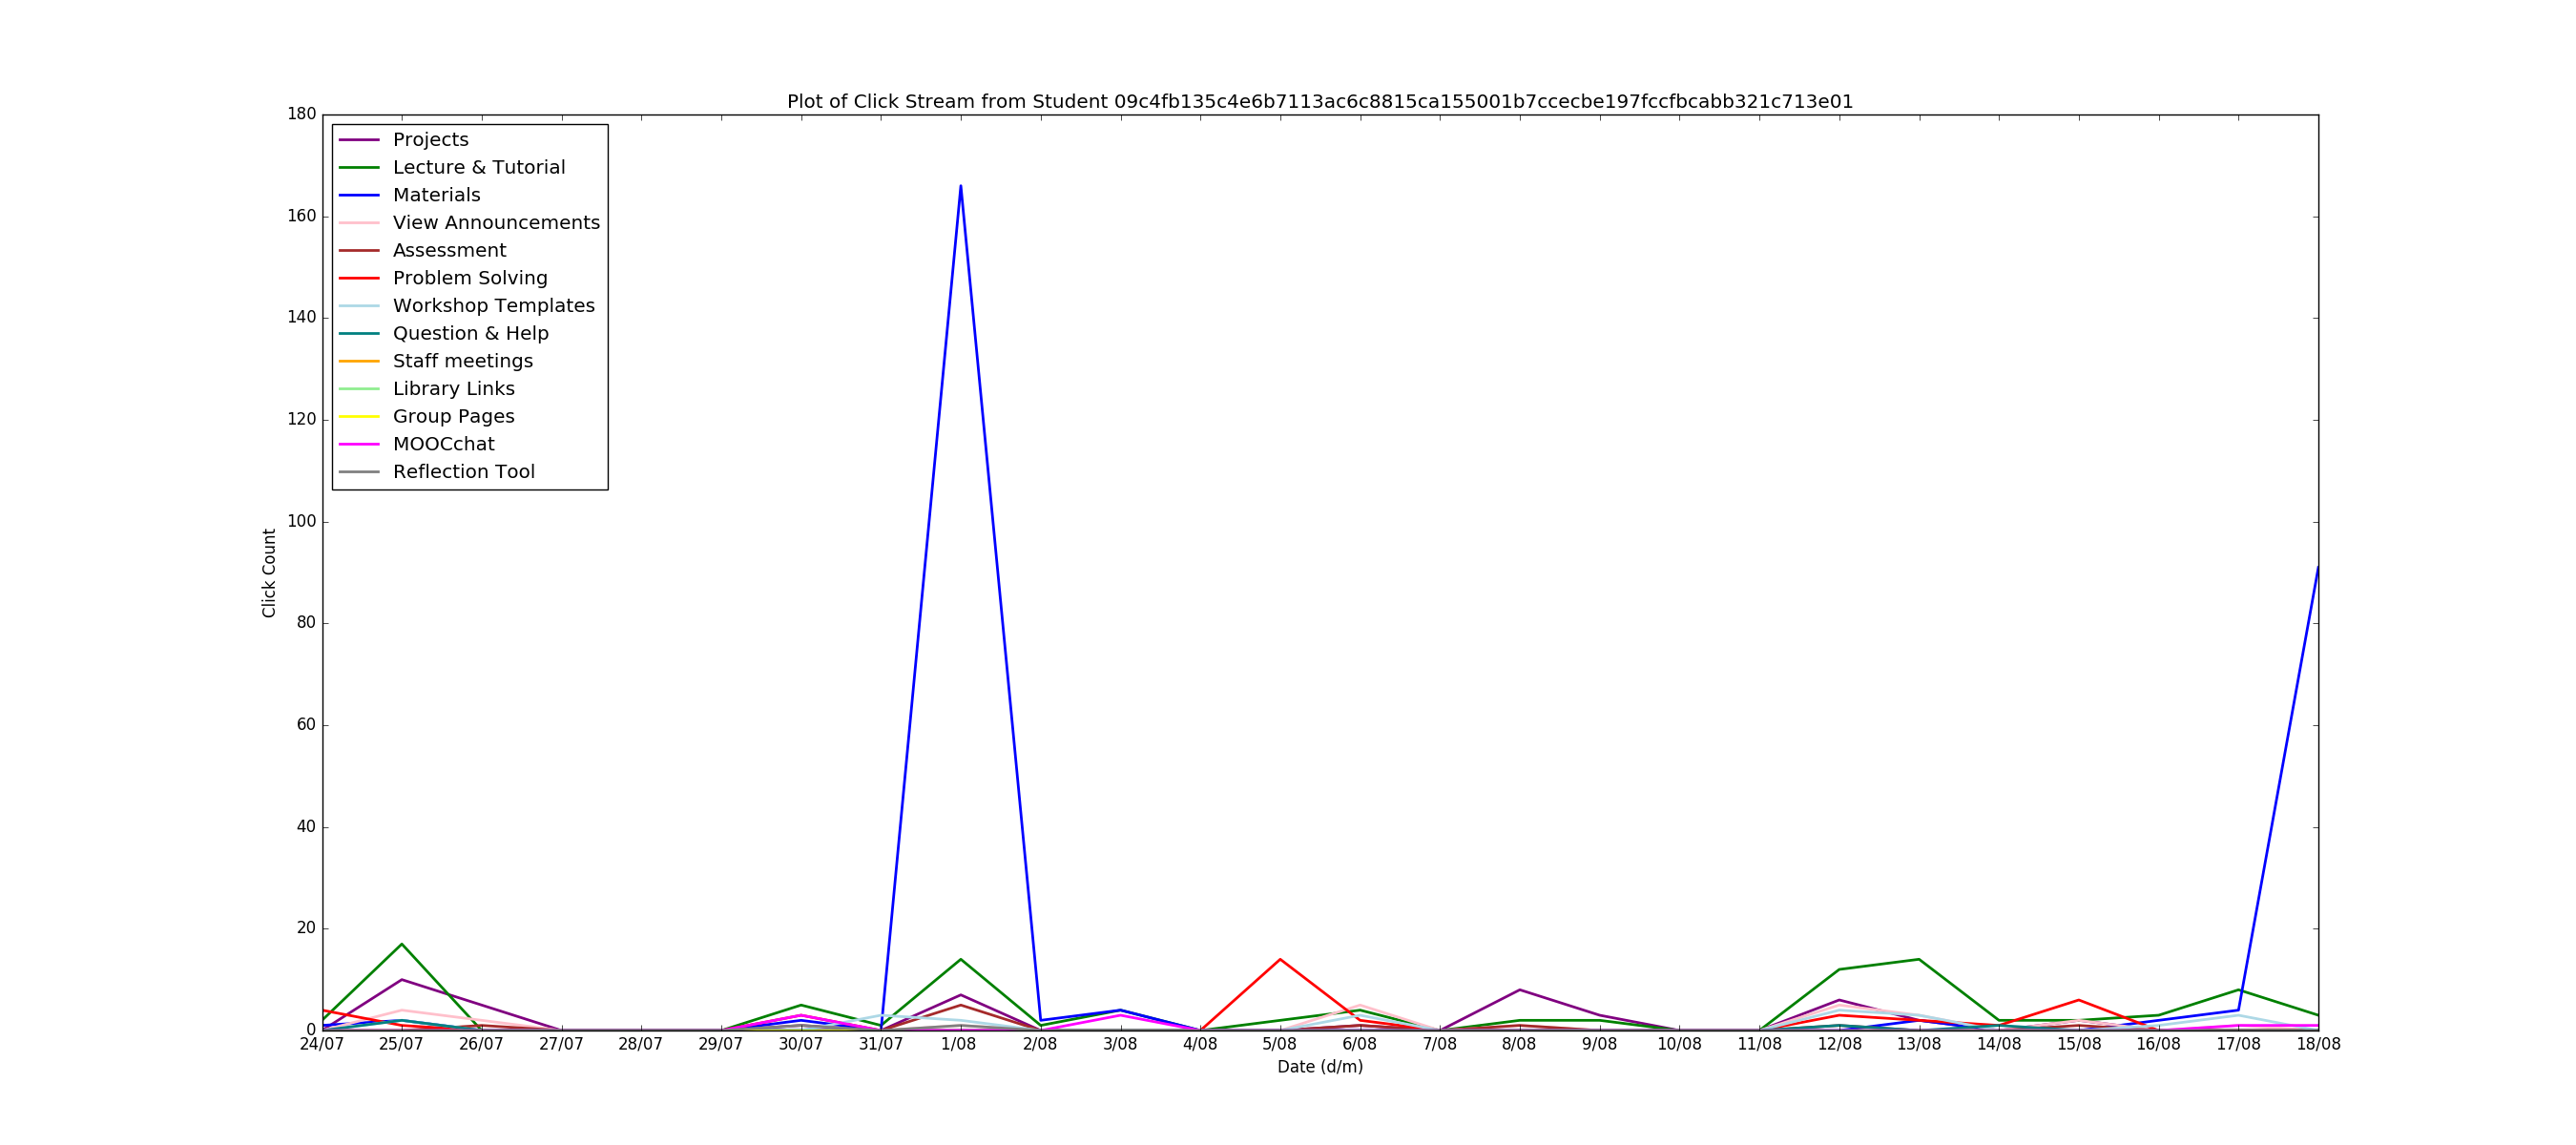 Plot of Click Stream from Student 09c4fb135c4e6b7113ac6c8815ca155001b7ccecbe197fccfbcabb321c713e01
180
160
140
120
100
80
60
40
20
0
Click Count
Projects
Lecture & Tutorial
Materials
View Announcements
Assessment
Problem Solving
Workshop Templates
Question & Help
Staff meetings
Library Links
Group Pages
MOOCchat
Reflection Tool
24/07 25/07 26/07 27/07 28/07 29/07 30/07 31/07 1/08 2/08 3/08 4/08 5/08 6/08 7/08 8/08 9/08 10/08 11/08 12/08 13/08 14/08 15/08 16/08 17/08 18/08
Date (d/m)